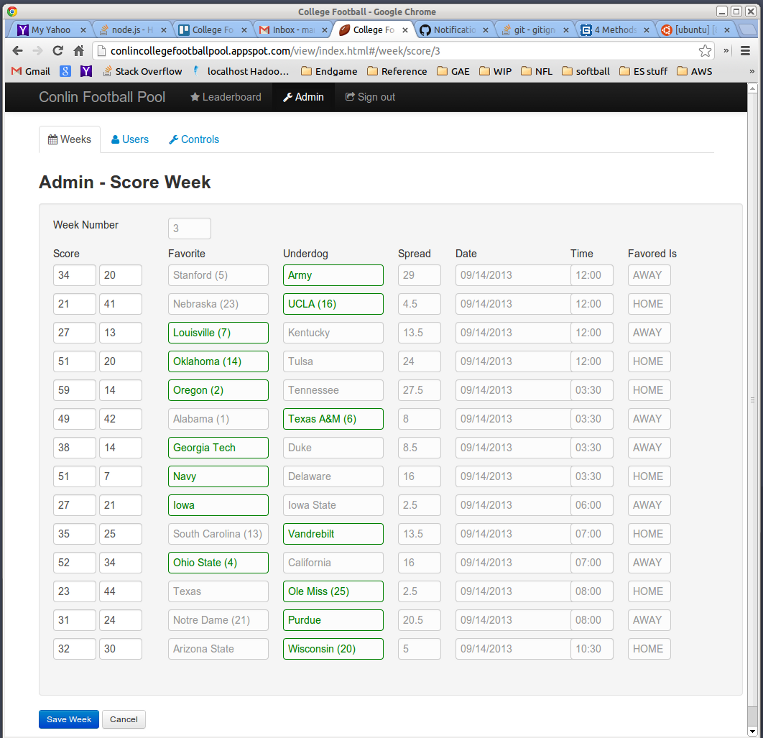 College Football - Google Chrome
My Yahoo node.js - H College Fo Inbox - ma College Fo Notificatio git - gitign 4 Methods [ubuntu]
conlincollegefootballpool.appspot.com/view/index.html#/week/score/3
Gmail Stack Overflow localhost Hadoo... Endgame Reference GAE WIP NFL softball ES stuff AWS »
Conlin Football Pool Leaderboard Admin Sign out
Weeks Users Controls
Admin - Score Week
Week Number 3
Score Favorite Underdog Spread Date Time Favored Is
34 20 Stanford (5) Army 29 09/14/2013 12:00 AWAY
21 41 Nebraska (23) UCLA (16) 4.5 09/14/2013 12:00 HOME
27 13 Louisville (7) Kentucky 13.5 09/14/2013 12:00 AWAY
51 20 Oklahoma (14) Tulsa 24 09/14/2013 12:00 HOME
59 14 Oregon (2) Tennessee 27.5 09/14/2013 03:30 HOME
49 42 Alabama (1) Texas A&M (6) 8 09/14/2013 03:30 AWAY
38 14 Georgia Tech Duke 8.5 09/14/2013 03:30 AWAY
51 7 Navy Delaware 16 09/14/2013 03:30 HOME
27 21 Iowa Iowa State 2.5 09/14/2013 06:00 AWAY
35 25 South Carolina (13) Vandrebilt 13.5 09/14/2013 07:00 HOME
52 34 Ohio State (4) California 16 09/14/2013 07:00 AWAY
23 44 Texas Ole Miss (25) 2.5 09/14/2013 08:00 HOME
31 24 Notre Dame (21) Purdue 20.5 09/14/2013 08:00 AWAY
32 30 Arizona State Wisconsin (20) 5 09/14/2013 10:30 HOME
Save Week Cancel